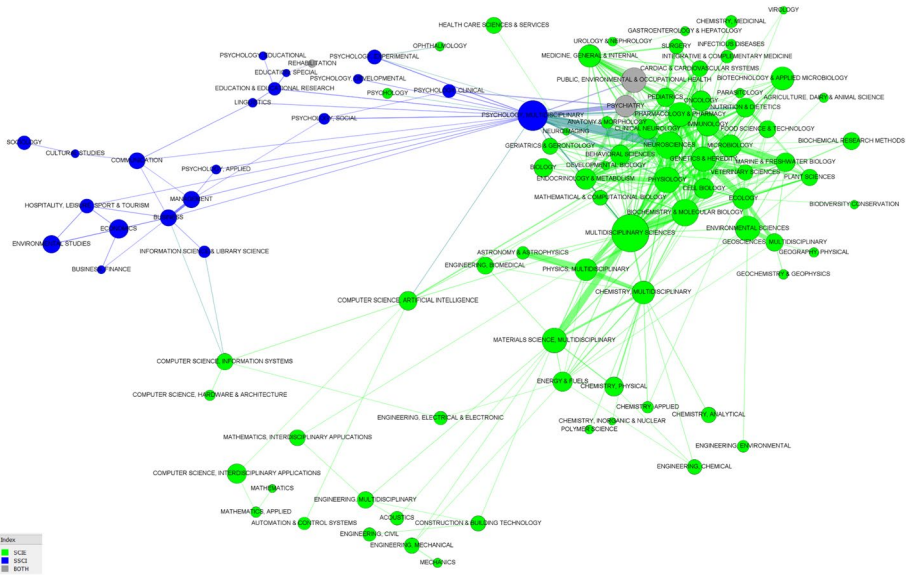 VIROLOGY
CHEMISTRY, MEDICINAL
HEALTH CARE SCIENCES & SERVICES
GASTROENTEROLOGY & HEPATOLOGY
UROLOGY & NEPHROLOGY
INFECTIOUS DISEASES
OPHTHALMOLOGY
SURGERY
PSYCHOLOGY, EDUCATIONAL
PSYCHOLOGY, EXPERIMENTAL
MEDICINE, GENERAL & INTERNAL
INTEGRATIVE & COMPLEMENTARY MEDICINE
REHABILITATION
CARDIAC & CARDIOVASCULAR SYSTEMS
EDUCATION, SPECIAL
PSYCHOLOGY, DEVELOPMENTAL
PUBLIC, ENVIRONMENTAL & OCCUPATIONAL HEALTH
BIOTECHNOLOGY & APPLIED MICROBIOLOGY
EDUCATION & EDUCATIONAL RESEARCH
PSYCHOLOGY
PSYCHOLOGY, CLINICAL
PARASITOLOGY
PEDIATRICS
ONCOLOGY
AGRICULTURE, DAIRY & ANIMAL SCIENCE
LINGUISTICS
PSYCHIATRY
NUTRITION & DIETETICS
PSYCHOLOGY, SOCIAL
PSYCHOLOGY, MULTIDISCIPLINARY
PHARMACOLOGY & PHARMACY
ANATOMY & MORPHOLOGY
IMMUNOLOGY
CLINICAL NEUROLOGY
FOOD SCIENCE & TECHNOLOGY
NEUROIMAGING
SOCIOLOGY
BIOCHEMICAL RESEARCH METHODS
GERIATRICS & GERONTOLOGY
NEUROSCIENCES
MICROBIOLOGY
CULTURAL STUDIES
BEHAVIORAL SCIENCES
COMMUNICATION
GENETICS & HEREDITY
MARINE & FRESHWATER BIOLOGY
BIOLOGY
DEVELOPMENTAL BIOLOGY
PSYCHOLOGY, APPLIED
VETERINARY SCIENCES
ENDOCRINOLOGY & METABOLISM
PHYSIOLOGY
PLANT SCIENCES
CELL BIOLOGY
MATHEMATICAL & COMPUTATIONAL BIOLOGY
MANAGEMENT
ECOLOGY
HOSPITALITY, LEISURE, SPORT & TOURISM
BIODIVERSITY CONSERVATION
BIOCHEMISTRY & MOLECULAR BIOLOGY
BUSINESS
ECONOMICS
ENVIRONMENTAL SCIENCES
MULTIDISCIPLINARY SCIENCES
ENVIRONMENTAL STUDIES
GEOSCIENCES, MULTIDISCIPLINARY
INFORMATION SCIENCE & LIBRARY SCIENCE
ASTRONOMY & ASTROPHYSICS
GEOGRAPHY, PHYSICAL
ENGINEERING, BIOMEDICAL
BUSINESS, FINANCE
PHYSICS, MULTIDISCIPLINARY
GEOCHEMISTRY & GEOPHYSICS
CHEMISTRY, MULTIDISCIPLINARY
COMPUTER SCIENCE, ARTIFICIAL INTELLIGENCE
MATERIALS SCIENCE, MULTIDISCIPLINARY
COMPUTER SCIENCE, INFORMATION SYSTEMS
ENERGY & FUELS
CHEMISTRY, PHYSICAL
COMPUTER SCIENCE, HARDWARE & ARCHITECTURE
CHEMISTRY, APPLIED
CHEMISTRY, ANALYTICAL
ENGINEERING, ELECTRICAL & ELECTRONIC
CHEMISTRY, INORGANIC & NUCLEAR
POLYMER SCIENCE
MATHEMATICS, INTERDISCIPLINARY APPLICATIONS
ENGINEERING, ENVIRONMENTAL
ENGINEERING, CHEMICAL
COMPUTER SCIENCE, INTERDISCIPLINARY APPLICATIONS
MATHEMATICS
ENGINEERING, MULTIDISCIPLINARY
MATHEMATICS, APPLIED
ACOUSTICS
AUTOMATION & CONTROL SYSTEMS
CONSTRUCTION & BUILDING TECHNOLOGY
ENGINEERING, CIVIL
ENGINEERING, MECHANICAL
MECHANICS
Index
SCIE
SSCI
BOTH